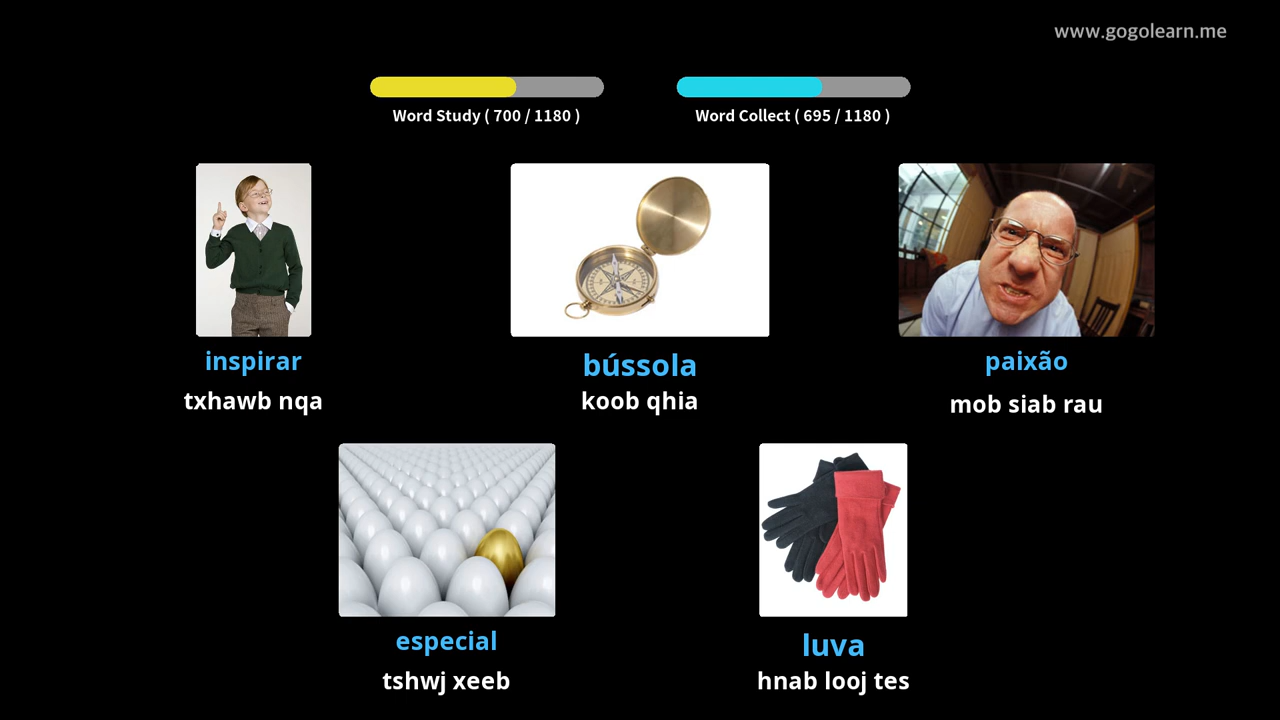 www.gogolearn.me
Word Study ( 700 / 1180 )
Word Collect ( 695 / 1180 )
inspirar
txhawb nqa
bússola
koob qhia
paixão
mob siab rau
especial
tshwj xeeb
luva
hnab looj tes